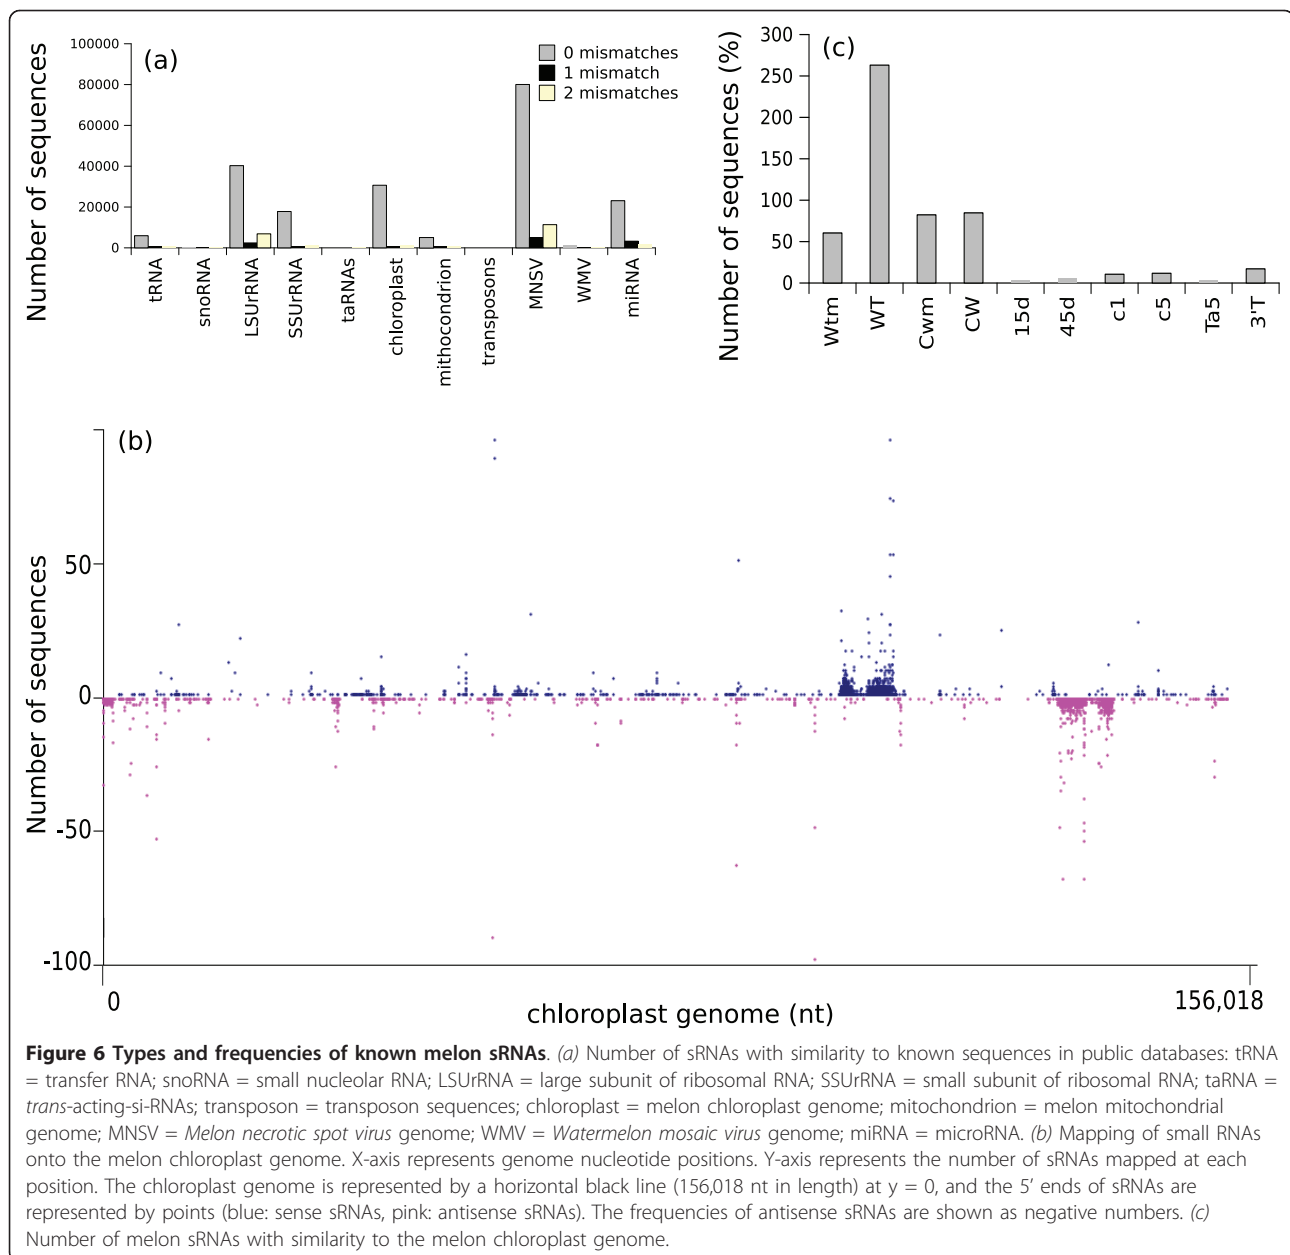 (a)
Number of sequences
100000
80000
60000
40000
20000
0
0 mismatches
1 mismatch
2 mismatches
tRNA
snoRNA
LSUrRNA
SSUrRNA
taRNAs
chloroplast
mithocondrion
transposons
MNSV
WMV
miRNA
(c)
Number of sequences (%)
300
250
200
150
100
50
0
Wtm
WT
Cwm
CW
15d
45d
c1
c5
Ta5
3'T
(b)
Number of sequences
50
0
-50
-100
0
156,018
chloroplast genome (nt)
Figure 6 Types and frequencies of known melon sRNAs. (a) Number of sRNAs with similarity to known sequences in public databases: tRNA
= transfer RNA; snoRNA = small nucleolar RNA; LSUrRNA = large subunit of ribosomal RNA; SSUrRNA = small subunit of ribosomal RNA; taRNA =
trans-acting-si-RNAs; transposon = transposon sequences; chloroplast = melon chloroplast genome; mitochondrion = melon mitochondrial
genome; MNSV = Melon necrotic spot virus genome; WMV = Watermelon mosaic virus genome; miRNA = microRNA. (b) Mapping of small RNAs
onto the melon chloroplast genome. X-axis represents genome nucleotide positions. Y-axis represents the number of sRNAs mapped at each
position. The chloroplast genome is represented by a horizontal black line (156,018 nt in length) at y = 0, and the 5' ends of sRNAs are
represented by points (blue: sense sRNAs, pink: antisense sRNAs). The frequencies of antisense sRNAs are shown as negative numbers. (c)
Number of melon sRNAs with similarity to the melon chloroplast genome.